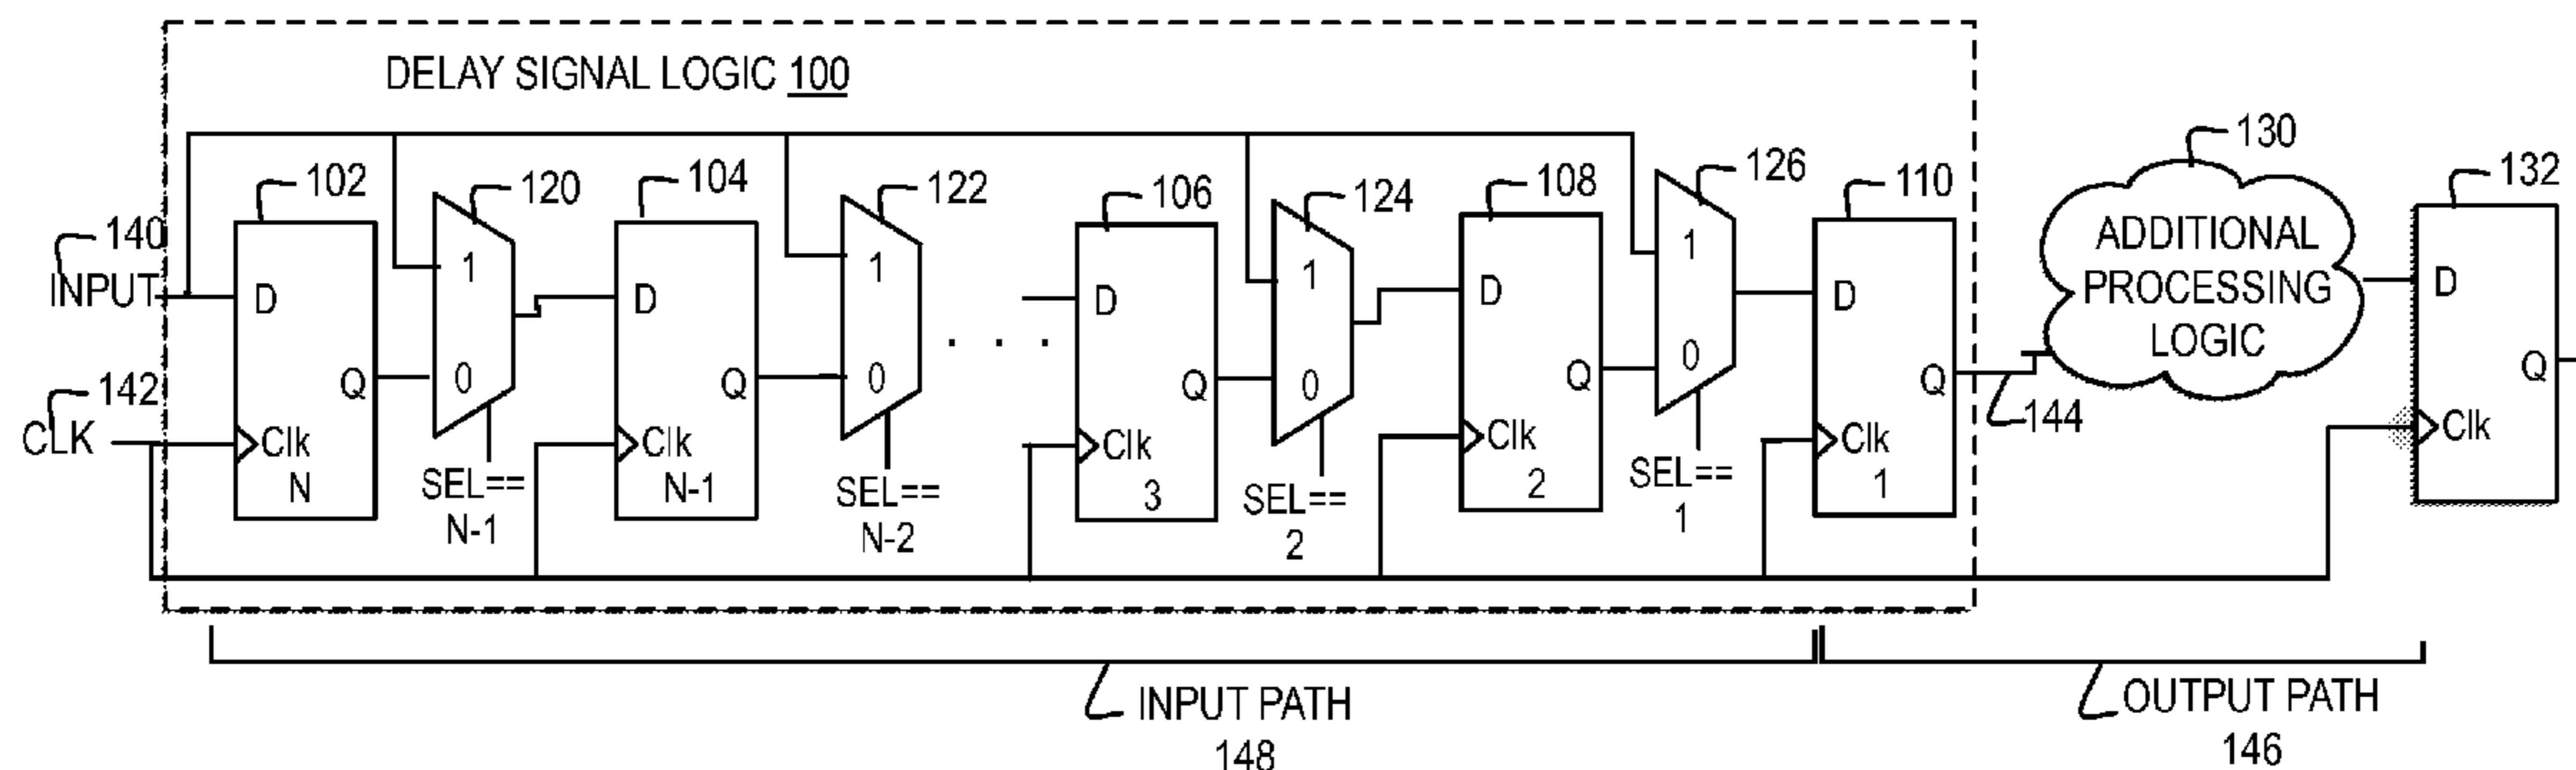 DELAY SIGNAL LOGIC 100
102
120
104
122
106
124
108
126
110
130
132
140
INPUT
142
CLK
D
Q
Clk
N
1
0
SEL==
N-1
D
Q
Clk
N-1
1
0
SEL==
N-2
. . .
D
Q
Clk
3
1
0
SEL==
2
D
Q
Clk
2
1
0
SEL==
1
D
Q
Clk
1
144
ADDITIONAL
PROCESSING
LOGIC
D
Q
Clk
INPUT PATH
148
OUTPUT PATH
146